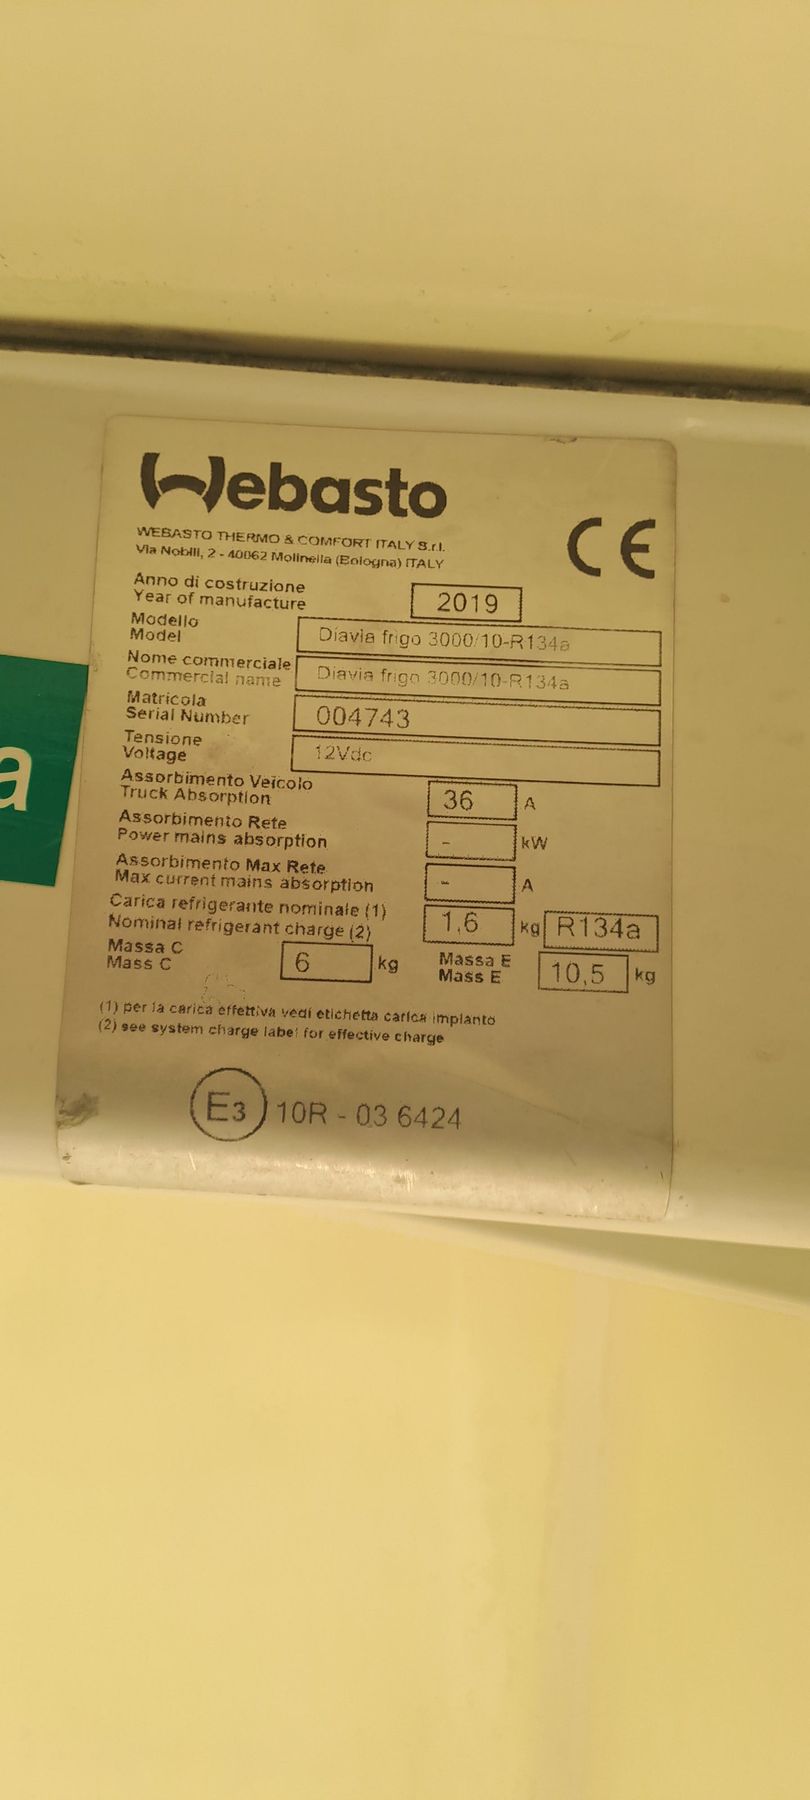 Webasto
CE
WEBASTO THERMO & COMFORT ITALY S.r.l.
Via Nobili, 2 - 40062 Molinella (Bologna) ITALY
Anno di costruzione
Year of manufacture
2019
Modello
Model
Diavia frigo 3000/10-R134a
Nome commerciale
Commercial name
Diavia frigo 3000/10-R134a
Matricola
Serial Number
004743
Tensione
Voltage
12Vdc
Assorbimento Veicolo
Truck Absorption
36 A
Assorbimento Rete
Power mains absorption
- kW
Assorbimento Max Rete
Max current mains absorption
- A
Carica refrigerante nominale (1)
Nominal refrigerant charge (2)
1,6 kg R134a
Massa C
Mass C
6 kg
Massa E
Mass E
10,5 kg
(1) per la carica effettiva vedi etichetta carica impianto
(2) see system charge label for effective charge
E3 10R - 03 6424
a